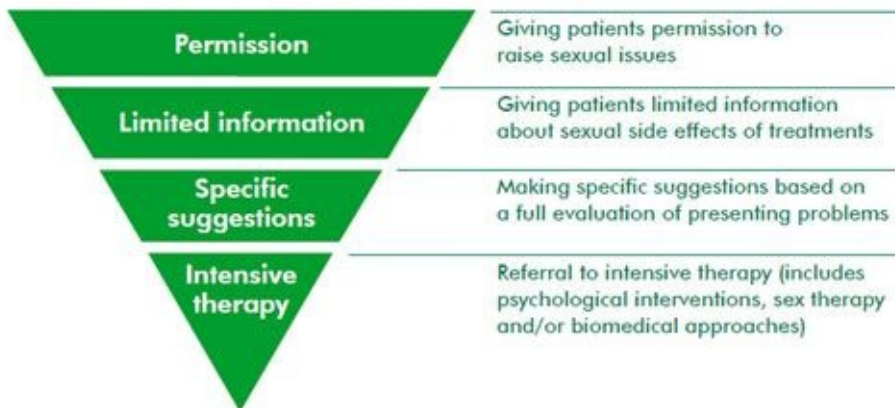 Permission
Giving patients permission to
raise sexual issues
Limited information
Giving patients limited information
about sexual side effects of treatments
Specific
suggestions
Making specific suggestions based on
a full evaluation of presenting problems
Intensive
therapy
Referral to intensive therapy (includes
psychological interventions, sex therapy
and/or biomedical approaches)